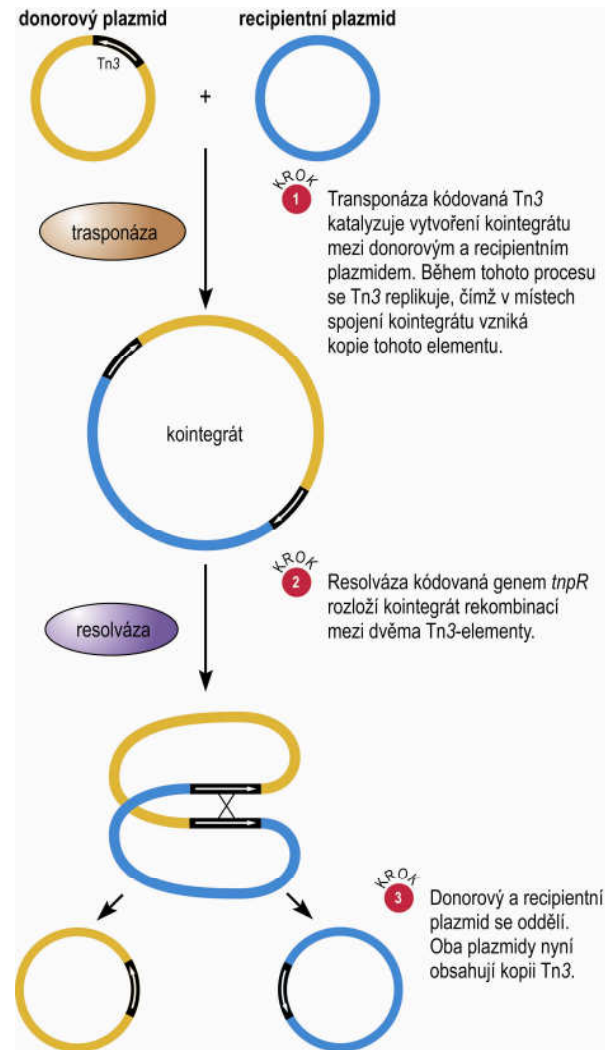 donorový plazmid
recipientní plazmid
Tn3
+
KROK
1
Transponáza kódovaná Tn3
katalyzuje vytvoření kointegrátu
mezi donorovým a recipientním
plazmidem. Během tohoto procesu
se Tn3 replikuje, čímž v místech
spojení kointegrátu vzniká
kopie tohoto elementu.
trasponáza
kointegrát
KROK
2
Resolváza kódovaná genem tnpR
rozloží kointegrát rekombinací
mezi dvěma Tn3-elementy.
resolváza
KROK
3
Donorový a recipientní
plazmid se oddělí.
Oba plazmidy nyní
obsahují kopii Tn3.